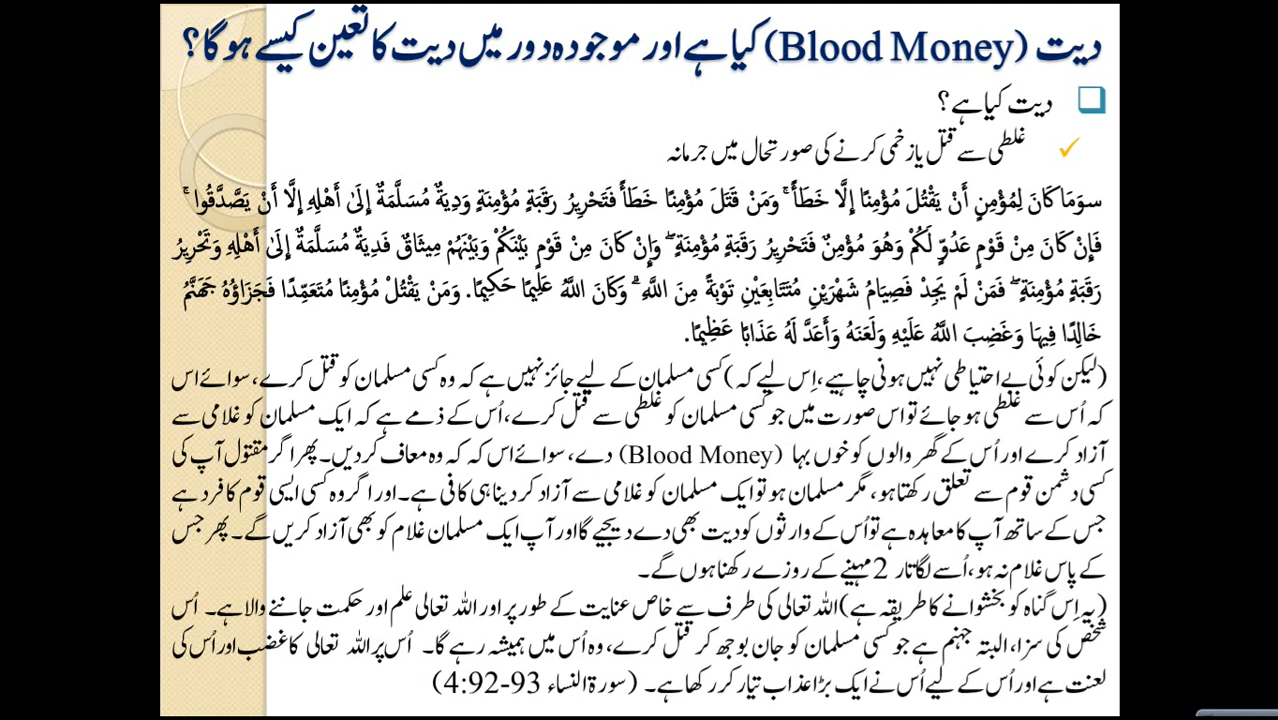 دیت (Blood Money) کیا ہے اور موجودہ دور میں دیت کا تعین کیسے ہو گا؟
دیت کیا ہے؟
غلطی سے قتل یا زخمی کرنے کی صورتحال میں جرمانہ
سوَمَا كَانَ لِمُؤْمِنٍ أَنْ يَقْتُلَ مُؤْمِنًا إِلَّا خَطَأً ۚ وَمَنْ قَتَلَ مُؤْمِنًا خَطَأً فَتَحْرِيرُ رَقَبَةٍ مُؤْمِنَةٍ وَدِيَةٌ مُسَلَّمَةٌ إِلَىٰ أَهْلِهِ إِلَّا أَنْ يَصَّدَّقُوا ۚ
فَإِنْ كَانَ مِنْ قَوْمٍ عَدُوٍّ لَكُمْ وَهُوَ مُؤْمِنٌ فَتَحْرِيرُ رَقَبَةٍ مُؤْمِنَةٍ ۖ وَإِنْ كَانَ مِنْ قَوْمٍ بَيْنَكُمْ وَبَيْنَهُمْ مِيثَاقٌ فَدِيَةٌ مُسَلَّمَةٌ إِلَىٰ أَهْلِهِ وَتَحْرِيرُ
رَقَبَةٍ مُؤْمِنَةٍ ۖ فَمَنْ لَمْ يَجِدْ فَصِيَامُ شَهْرَيْنِ مُتَتَابِعَيْنِ تَوْبَةً مِنَ اللَّهِ ۗ وَكَانَ اللَّهُ عَلِيمًا حَكِيمًا. وَمَنْ يَقْتُلْ مُؤْمِنًا مُتَعَمِّدًا فَجَزَاؤُهُ جَهَنَّمُ
خَالِدًا فِيهَا وَغَضِبَ اللَّهُ عَلَيْهِ وَلَعَنَهُ وَأَعَدَّ لَهُ عَذَابًا عَظِيمًا.
(لیکن کوئی بے احتیاطی نہیں ہونی چاہیے، اِس لیے کہ) کسی مسلمان کے لیے جائز نہیں ہے کہ وہ کسی مسلمان کو قتل کرے، سوائے اس
کہ اُس سے غلطی ہو جائے تو اس صورت میں جو کسی مسلمان کو غلطی سے قتل کرے، اُس کے ذمے ہے کہ ایک مسلمان کو غلامی سے
آزاد کرے اور اُس کے گھر والوں کو خوں بہا (Blood Money) دے، سوائے اس کہ کہ وہ معاف کر دیں۔ پھر اگر مقتول آپ کی
کسی دشمن قوم سے تعلق رکھتا ہو، مگر مسلمان ہو تو ایک مسلمان کو غلامی سے آزاد کر دینا ہی کافی ہے۔ اور اگر وہ کسی ایسی قوم کا فرد ہے
جس کے ساتھ آپ کا معاہدہ ہے تو اُس کے وارثوں کو دیت بھی دے دیجیے گا اور آپ ایک مسلمان غلام کو بھی آزاد کریں گے۔ پھر جس
کے پاس غلام نہ ہو، اُسے لگاتار 2 مہینے کے روزے رکھنا ہوں گے۔
(یہ اِس گناہ کو بخشوانے کا طریقہ ہے) اللہ تعالی کی طرف سے خاص عنایت کے طور پر اور اللہ تعالی علم اور حکمت جاننے والا ہے۔ اُس
شخص کی سزا، البتہ جہنم ہے جو کسی مسلمان کو جان بوجھ کر قتل کرے، وہ اُس میں ہمیشہ رہے گا۔ اُس پر اللہ تعالی کا غضب اور اُس کی
لعنت ہے اور اُس کے لیے اُس نے ایک بڑا عذاب تیار کر رکھا ہے۔ (سورۃ النساء 93-4:92)